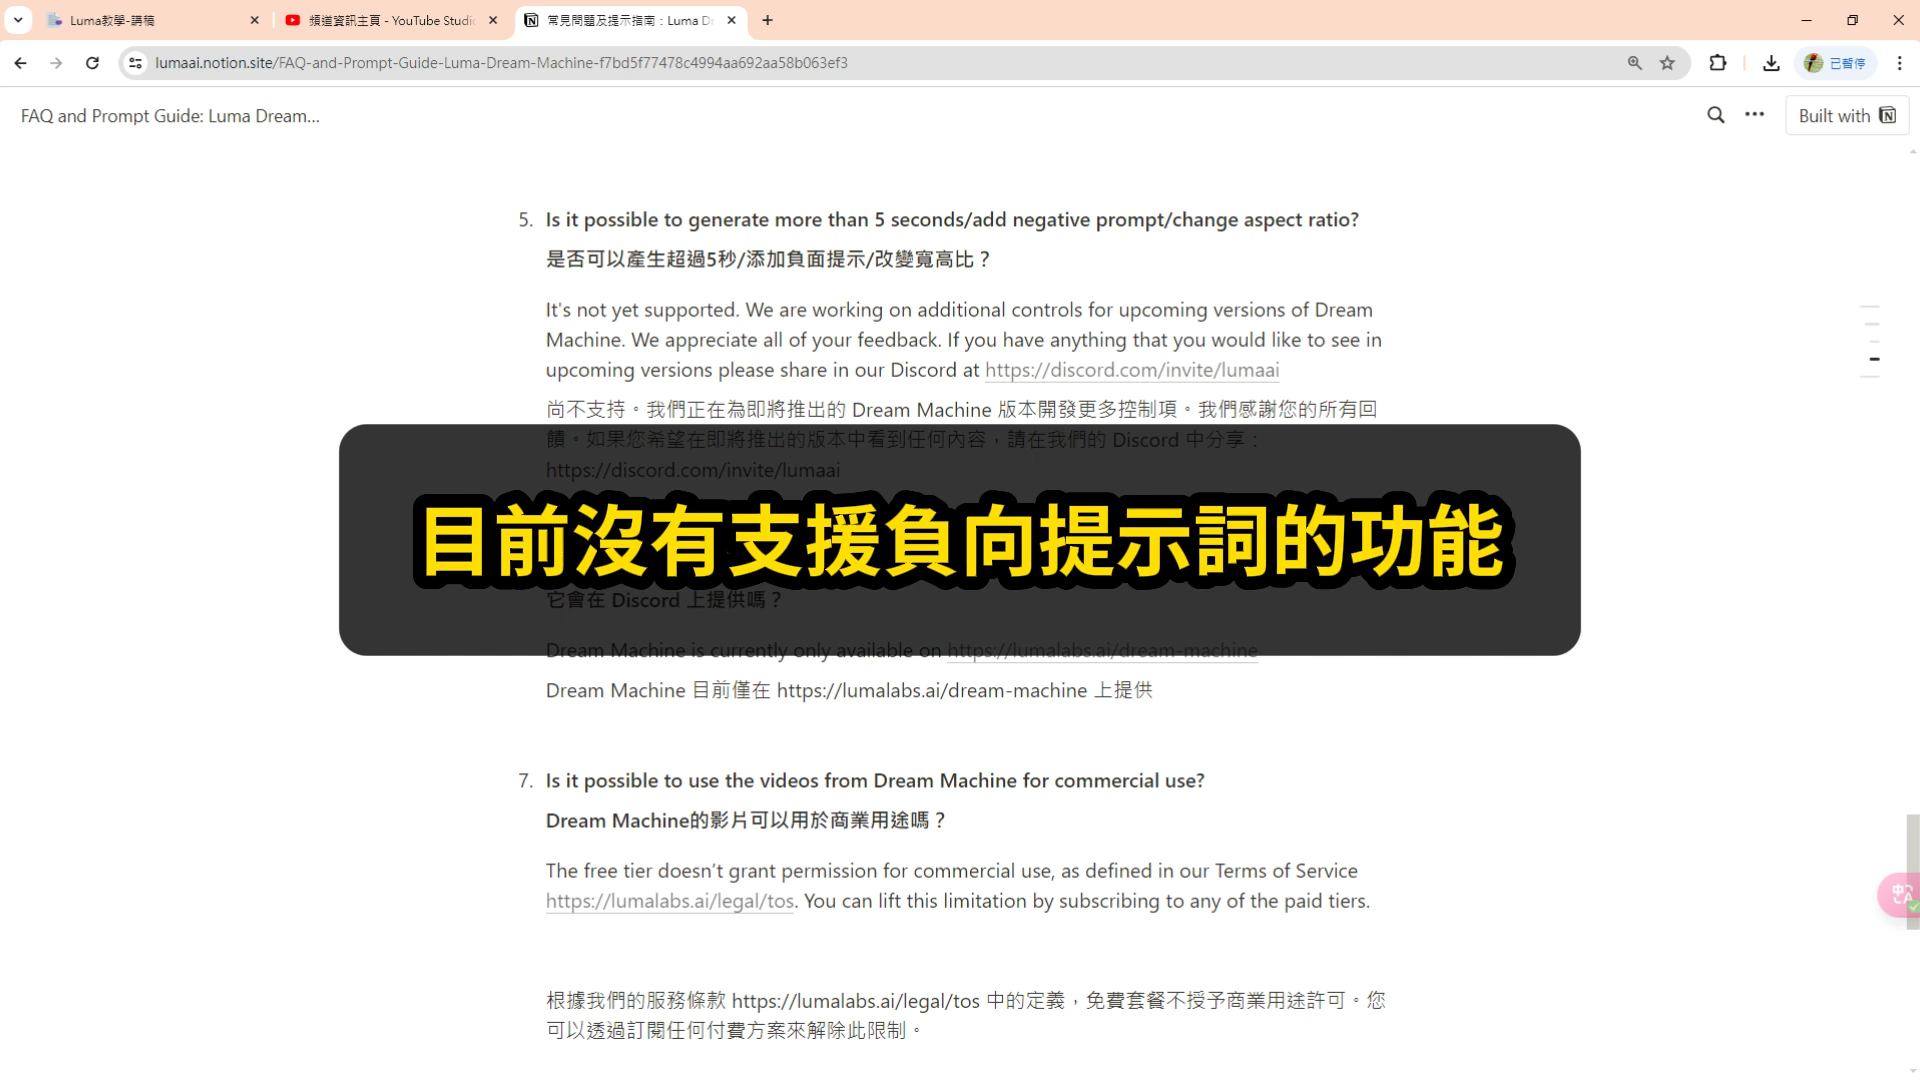 Luma教學-講稿
頻道資訊主頁 - YouTube Studi
常見問題及提示指南：Luma D
lumaai.notion.site/FAQ-and-Prompt-Guide-Luma-Dream-Machine-f7bd5f77478c4994aa692aa58b063ef3
已暫停
FAQ and Prompt Guide: Luma Dream...
Built with
5. Is it possible to generate more than 5 seconds/add negative prompt/change aspect ratio?
是否可以產生超過5秒/添加負面提示/改變寬高比？
It's not yet supported. We are working on additional controls for upcoming versions of Dream
Machine. We appreciate all of your feedback. If you have anything that you would like to see in
upcoming versions please share in our Discord at https://discord.com/invite/lumaai
尚不支持。我們正在為即將推出的 Dream Machine 版本開發更多控制項。我們感謝您的所有回
饋。如果您希望在即將推出的版本中看到任何內容，請在我們的 Discord 中分享：
https://discord.com/invite/lumaai
目前沒有支援負向提示詞的功能
它會在 Discord 上提供嗎？
Dream Machine is currently only available on https://lumalabs.ai/dream-machine
Dream Machine 目前僅在 https://lumalabs.ai/dream-machine 上提供
7. Is it possible to use the videos from Dream Machine for commercial use?
Dream Machine的影片可以用於商業用途嗎？
The free tier doesn’t grant permission for commercial use, as defined in our Terms of Service
https://lumalabs.ai/legal/tos. You can lift this limitation by subscribing to any of the paid tiers.
根據我們的服務條款 https://lumalabs.ai/legal/tos 中的定義，免費套餐不授予商業用途許可。您
可以透過訂閱任何付費方案來解除此限制。